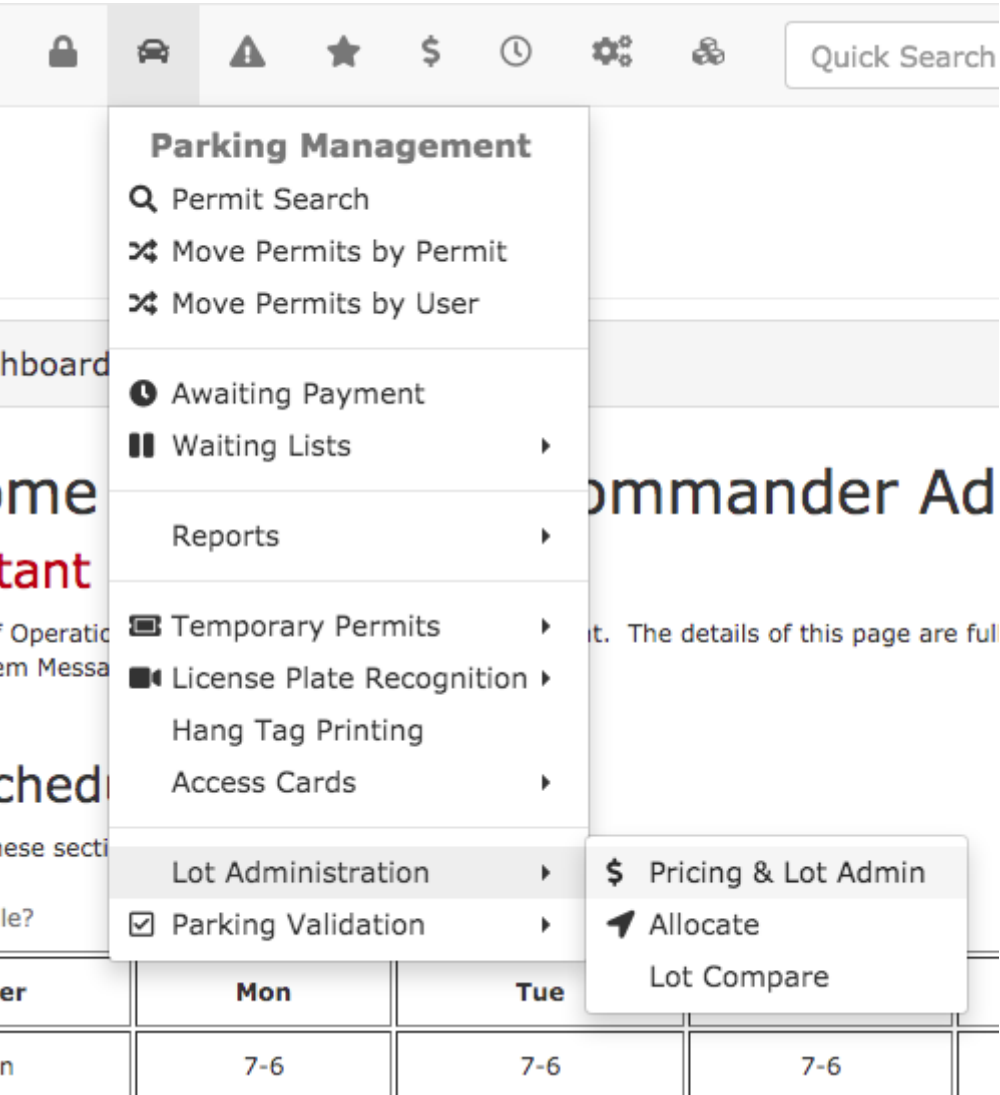 Quick Search
Parking Management
Permit Search
Move Permits by Permit
Move Permits by User
hboard
Awaiting Payment
Waiting Lists
ome
ommander Ad
Reports
tant
Temporary Permits
f Operatio
t. The details of this page are full
em Messa
License Plate Recognition
Hang Tag Printing
Access Cards
chedu
hese secti
Lot Administration
$ Pricing & Lot Admin
le?
Parking Validation
Allocate
Lot Compare
er Mon Tue
n 7-6 7-6 7-6